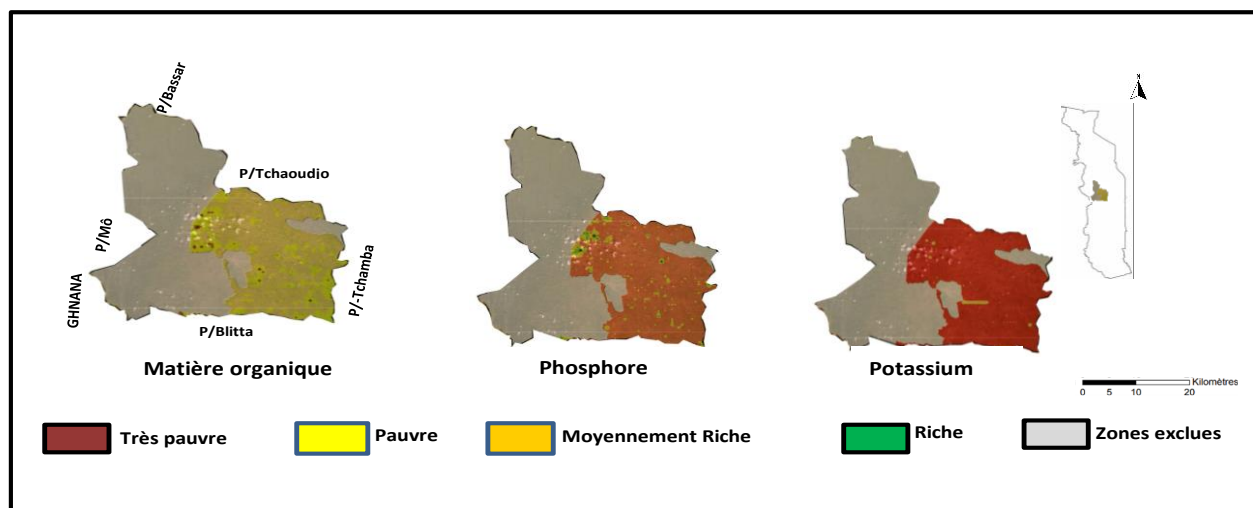 P/Bassar
P/Tchaoudjo
P/Mô
GHNANA
P/-Tchamba
P/Blitta
Matière organique
Phosphore
Potassium
Kilomètres
0 5 10 20
Très pauvre
Pauvre
Moyennement Riche
Riche
Zones exclues